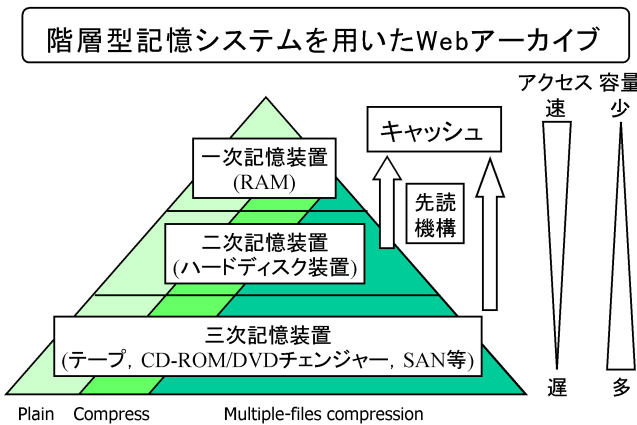 階層型記憶システムを用いたWebアーカイブ
アクセス 容量
速 少
キャッシュ
一次記憶装置
(RAM)
先読
機構
二次記憶装置
(ハードディスク装置)
三次記憶装置
(テープ，CD-ROM/DVDチェンジャー，SAN等)
遅 多
Plain Compress Multiple-files compression